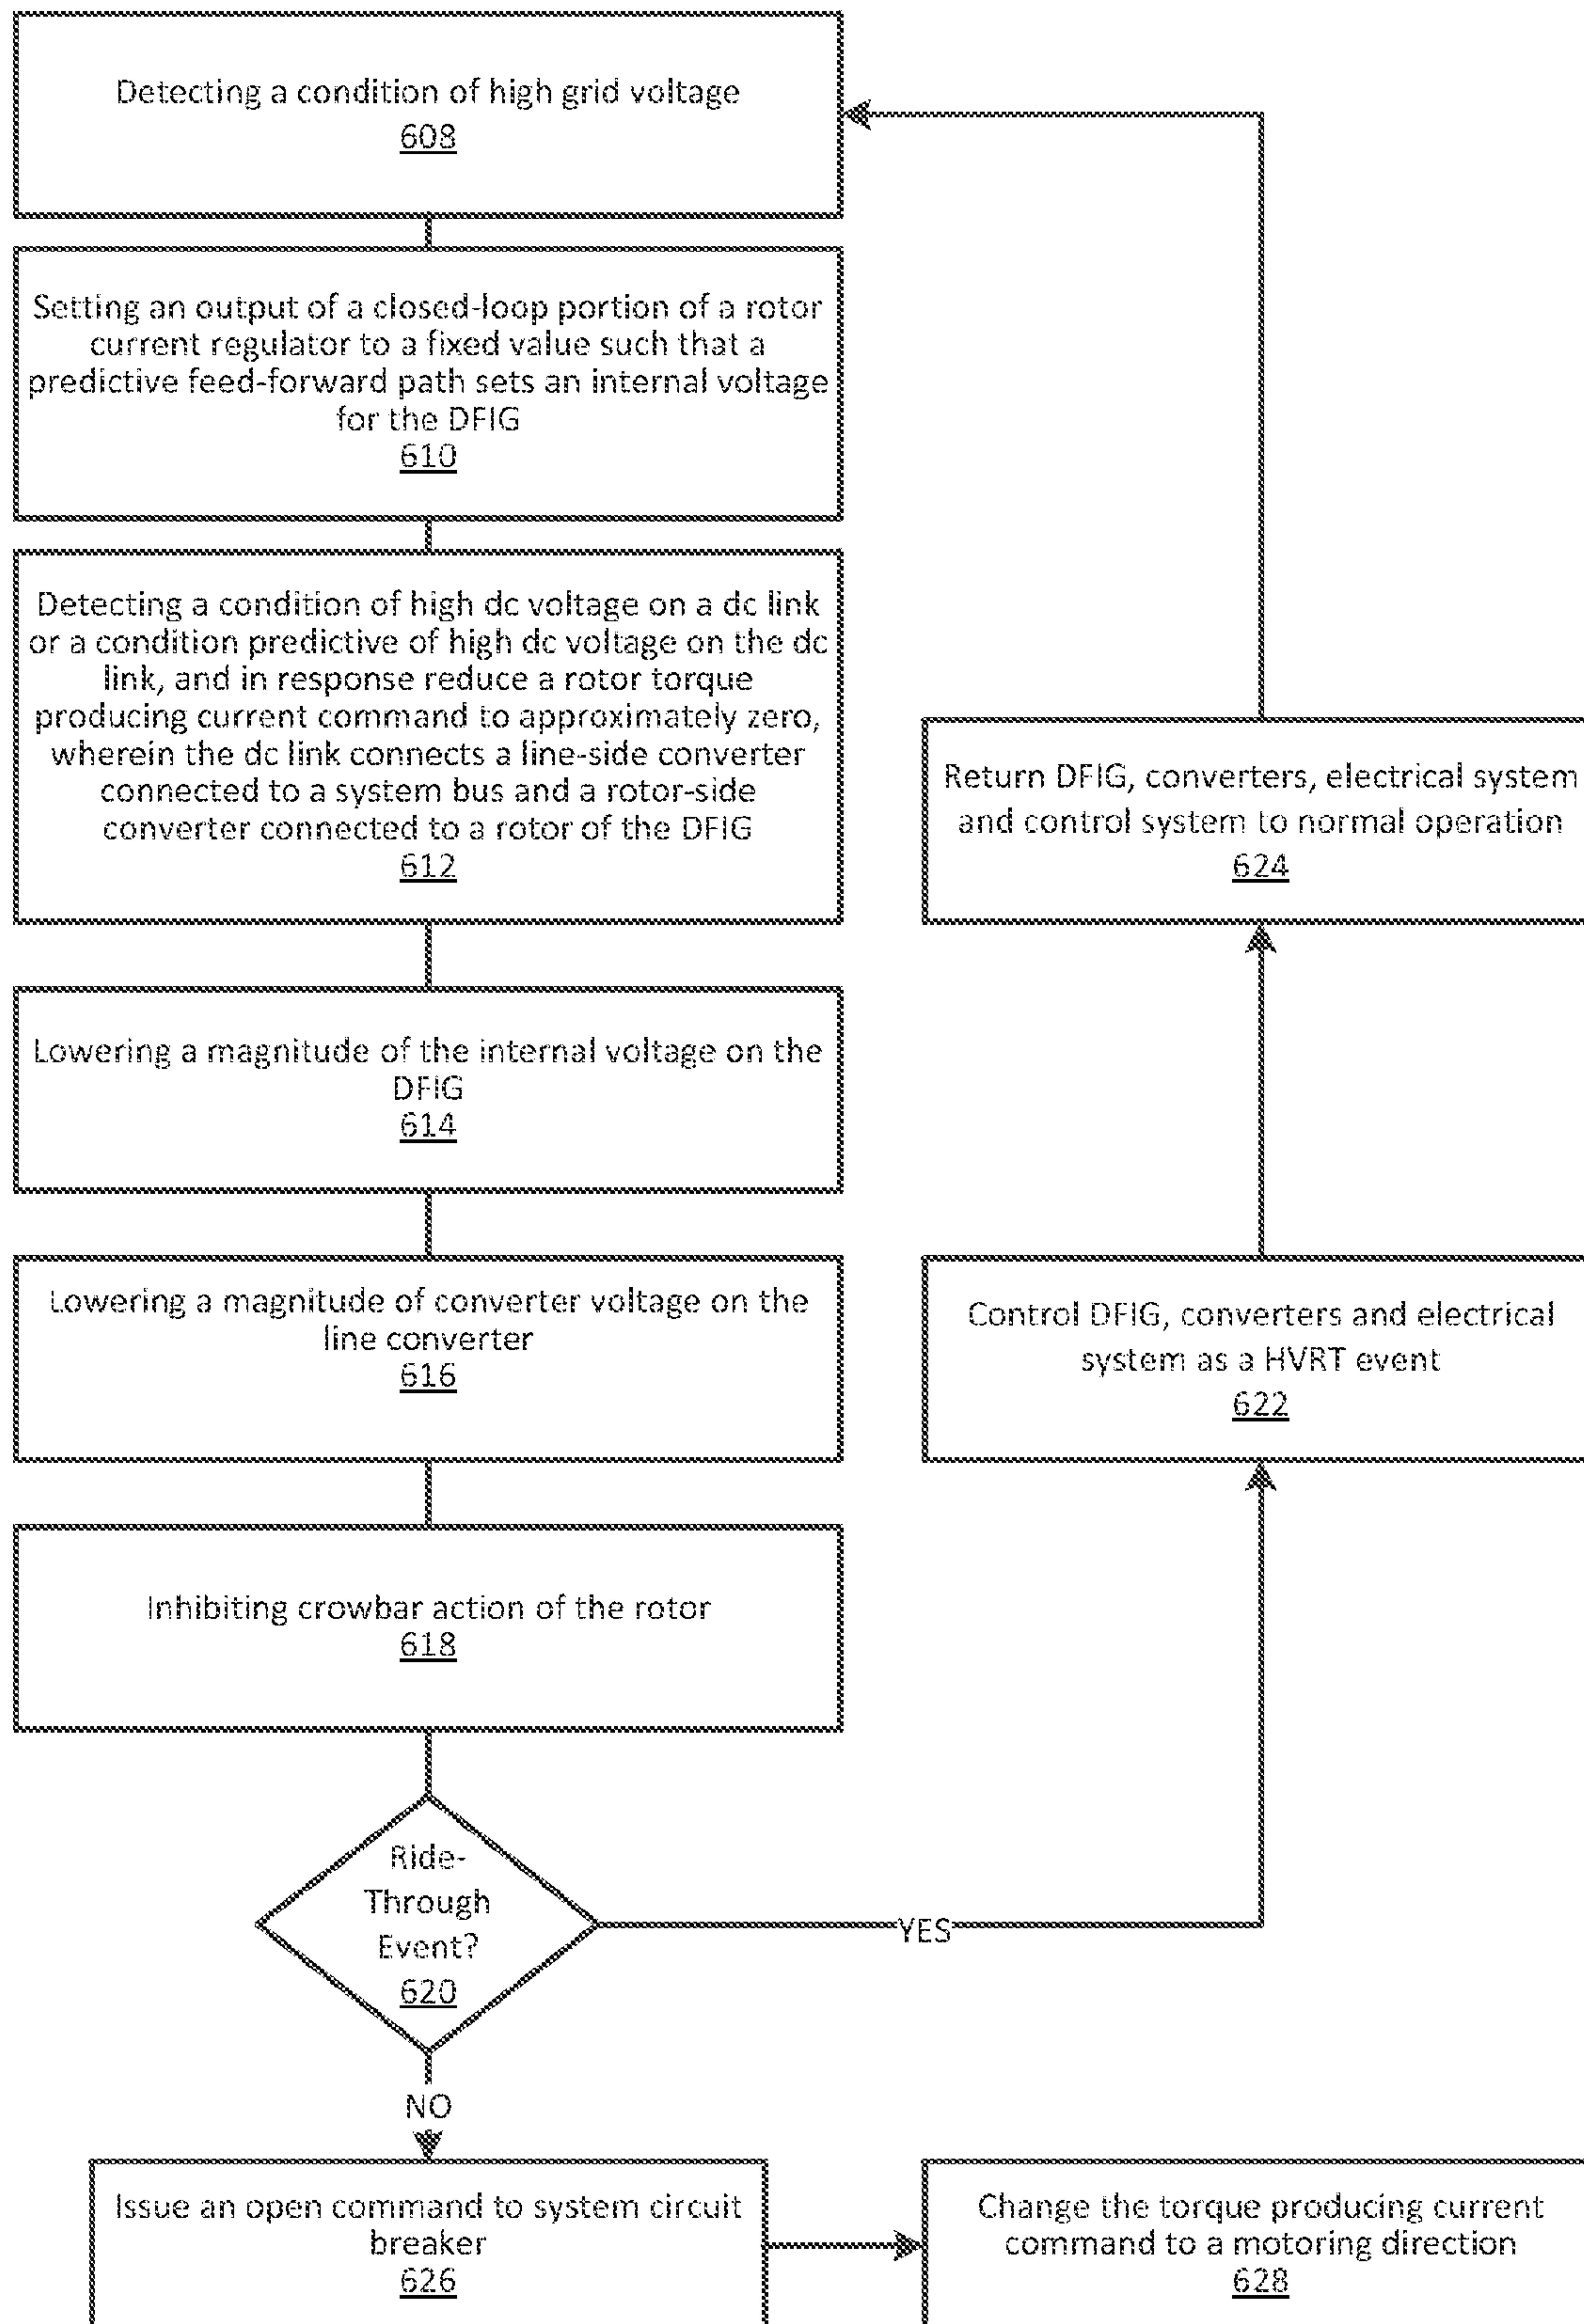 Detecting a condition of high grid voltage
608
Setting an output of a closed-loop portion of a rotor
current regulator to a fixed value such that a
predictive feed-forward path sets an internal voltage
for the DFIG
610
Detecting a condition of high dc voltage on a dc link
or a condition predictive of high dc voltage on the dc
link, and in response reduce a rotor torque
producing current command to approximately zero,
wherein the dc link connects a line-side converter
connected to a system bus and a rotor-side
converter connected to a rotor of the DFIG
612
Lowering a magnitude of the internal voltage on the
DFIG
614
Lowering a magnitude of converter voltage on the
line converter
616
Inhibiting crowbar action of the rotor
618
Ride-
Through
Event?
620
YES
Control DFIG, converters and electrical
system as a HVRT event
622
Return DFIG, converters, electrical system
and control system to normal operation
624
NO
Issue an open command to system circuit
breaker
626
Change the torque producing current
command to a motoring direction
628